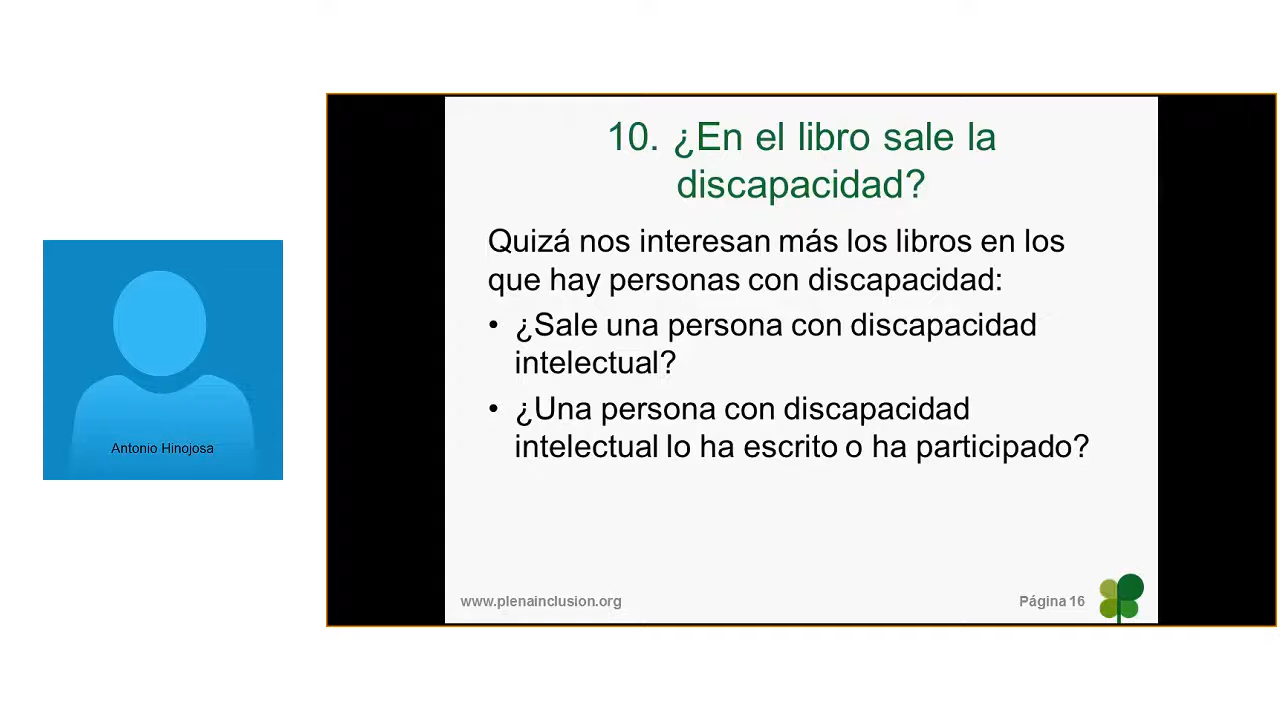 Antonio Hinojosa
10. ¿En el libro sale la
discapacidad?
Quizá nos interesan más los libros en los
que hay personas con discapacidad:
• ¿Sale una persona con discapacidad
intelectual?
• ¿Una persona con discapacidad
intelectual lo ha escrito o ha participado?
www.plenainclusion.org
Página 16